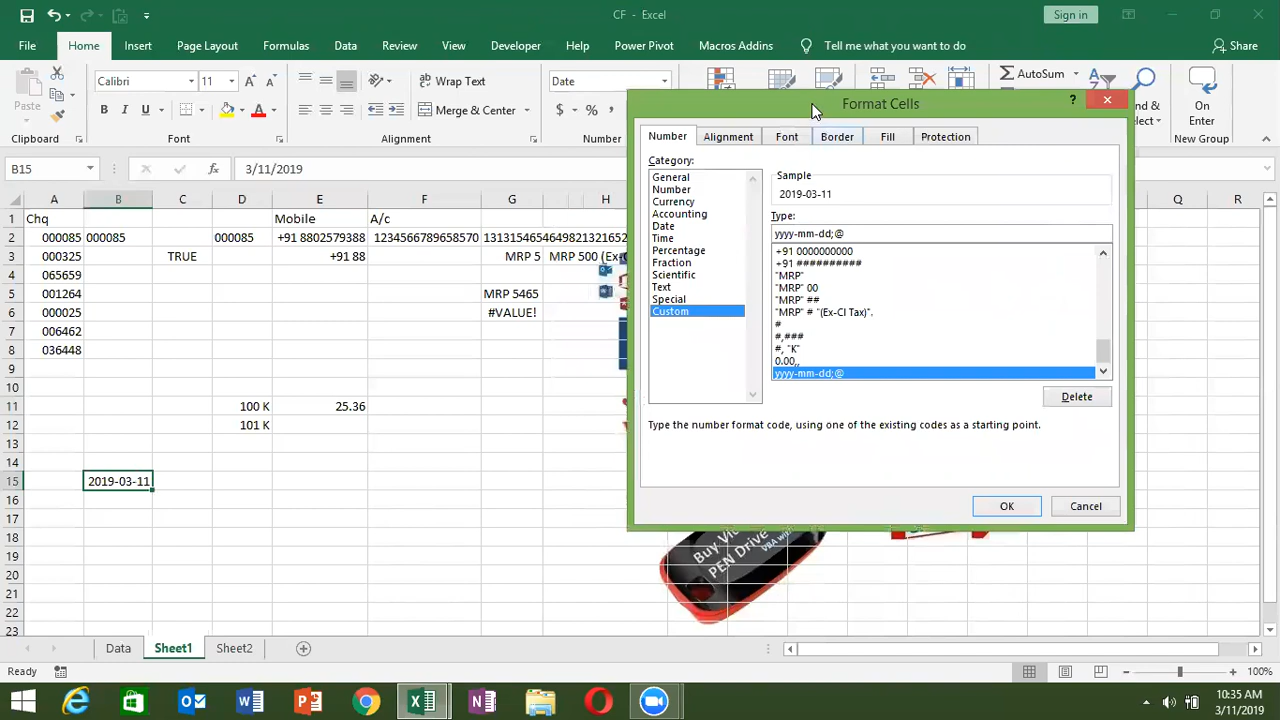 CF - Excel
Sign in
File Home Insert Page Layout Formulas Data Review View Developer Help Power Pivot Macros Addins Tell me what you want to do Share
Paste
Clipboard
Calibri 11
B I U
Font
Wrap Text
Merge & Center
Alignment
Date
$ % ,
Number
AutoSum
On Enter
New Group
B15 3/11/2019
A B C D E F G H Q R
1 Chq Mobile A/c
2 000085 000085 000085 +91 8802579388 1234567789658570
3 000325 TRUE +91 88 MRP 5
4 065659
5 001264 MRP 5465
6 000025 #VALUE!
7 006462
8 036448
9
10
11 100 K 25.36
12 101 K
13
14
15 2019-03-11
16
17
18
19
20
21
22
23
Format Cells
Number Alignment Font Border Fill Protection
Category:
General
Number
Currency
Accounting
Date
Time
Percentage
Fraction
Scientific
Text
Special
Custom
Sample
2019-03-11
Type:
yyyy-mm-dd;@
+91 0000000000
+91 ##########
"MRP"
"MRP" 00
"MRP" ##
"MRP" # "(Ex-Cl Tax)".
#
#,###
#, "K"
0.00,,
yyyy-mm-dd;@
Delete
Type the number format code, using one of the existing codes as a starting point.
OK Cancel
PEN DRIVE
Data Sheet1 Sheet2
Ready 100%
10:35 AM
3/11/2019